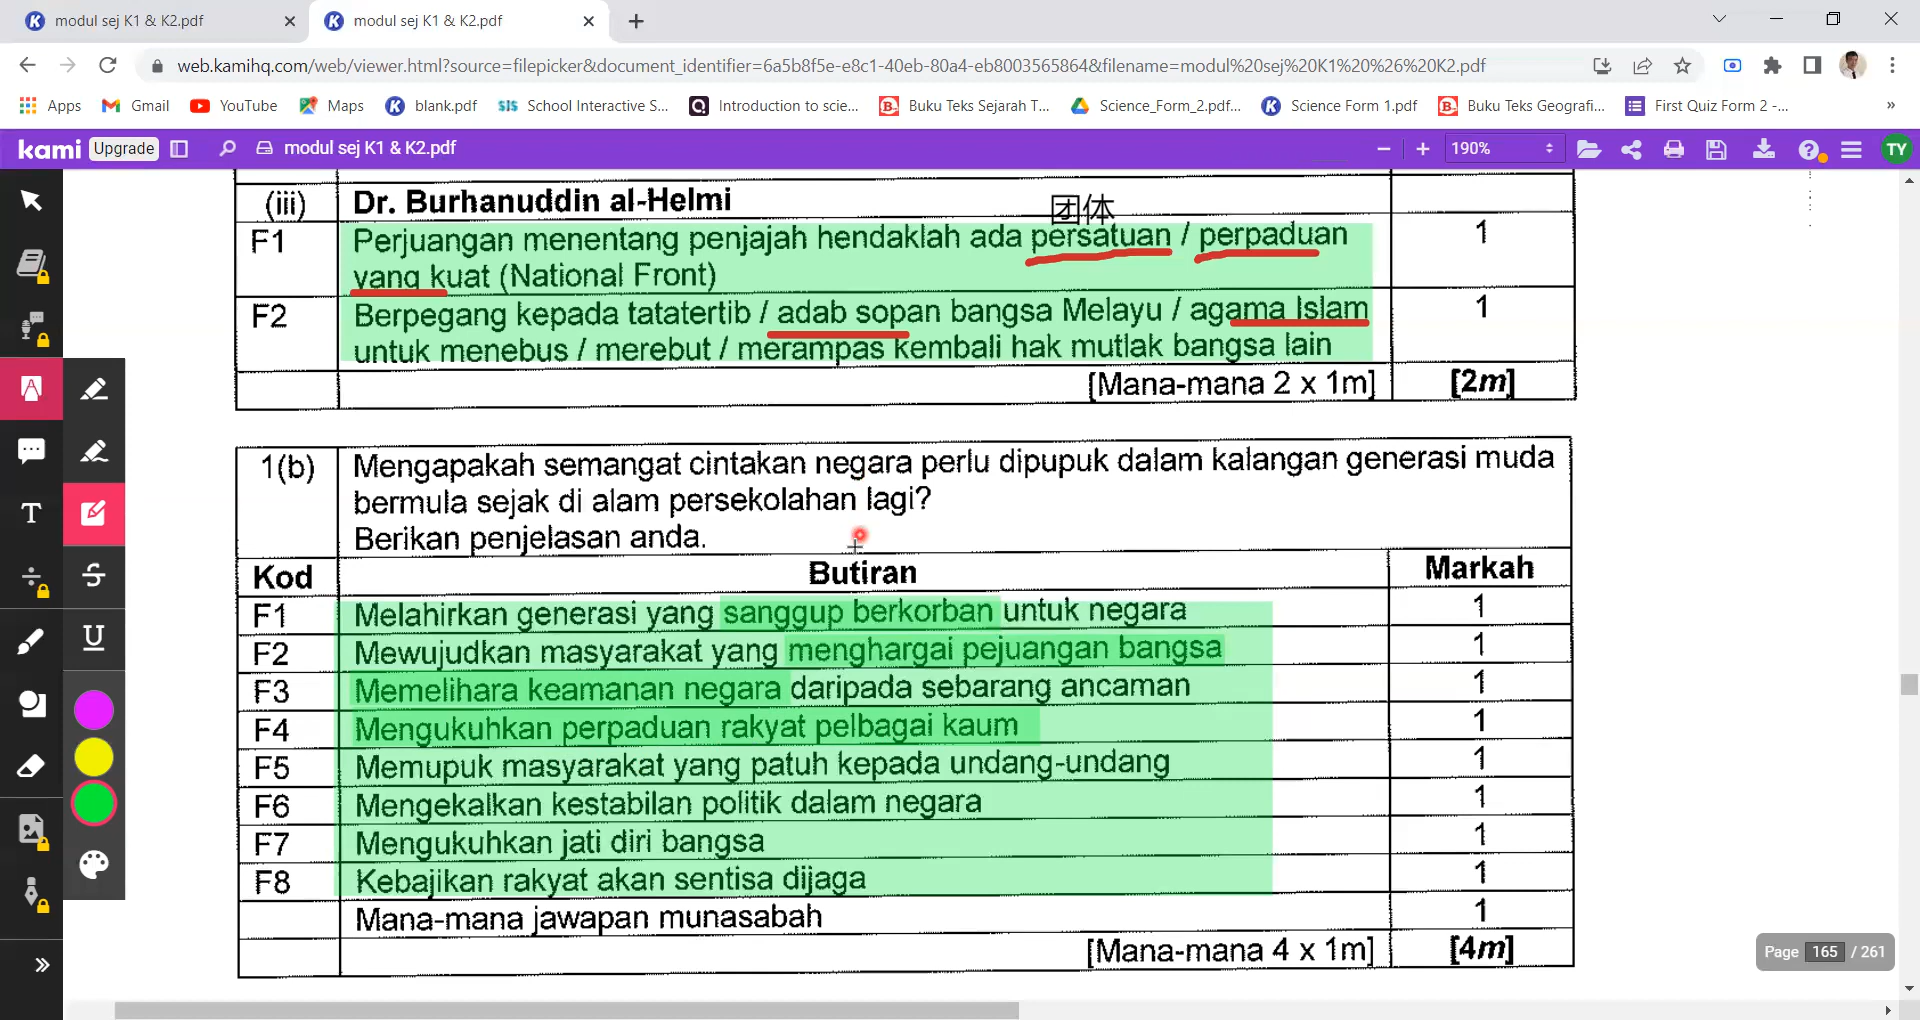 modul sej K1 & K2.pdf
modul sej K1 & K2.pdf
web.kamihq.com/web/viewer.html?source=filepicker&document_identifier=6a5b8f5e-e8c1-40eb-80a4-eb8003565864&filename=modul%20sej%20K1%20%26%20K2.pdf
Apps Gmail YouTube Maps blank.pdf SIS School Interactive S... Introduction to scie... Buku Teks Sejarah T... Science_Form_2.pdf... Science Form 1.pdf Buku Teks Geografi... First Quiz Form 2 -... »
kami Upgrade modul sej K1 & K2.pdf 190% TY
(iii) Dr. Burhanuddin al-Helmi 团体
F1 Perjuangan menentang penjajah hendaklah ada persatuan / perpaduan 1
yang kuat (National Front)
F2 Berpegang kepada tatatertib / adab sopan bangsa Melayu / agama Islam 1
untuk menebus / merebut / merampas kembali hak mutlak bangsa lain
[Mana-mana 2 x 1m] [2m]
1(b) Mengapakah semangat cintakan negara perlu dipupuk dalam kalangan generasi muda
bermula sejak di alam persekolahan lagi?
Berikan penjelasan anda.
Kod Butiran Markah
F1 Melahirkan generasi yang sanggup berkorban untuk negara 1
F2 Mewujudkan masyarakat yang menghargai pejuangan bangsa 1
F3 Memelihara keamanan negara daripada sebarang ancaman 1
F4 Mengukuhkan perpaduan rakyat pelbagai kaum 1
F5 Memupuk masyarakat yang patuh kepada undang-undang 1
F6 Mengekalkan kestabilan politik dalam negara 1
F7 Mengukuhkan jati diri bangsa 1
F8 Kebajikan rakyat akan sentisa dijaga 1
Mana-mana jawapan munasabah 1
[Mana-mana 4 x 1m] [4m]
Page 165 / 261